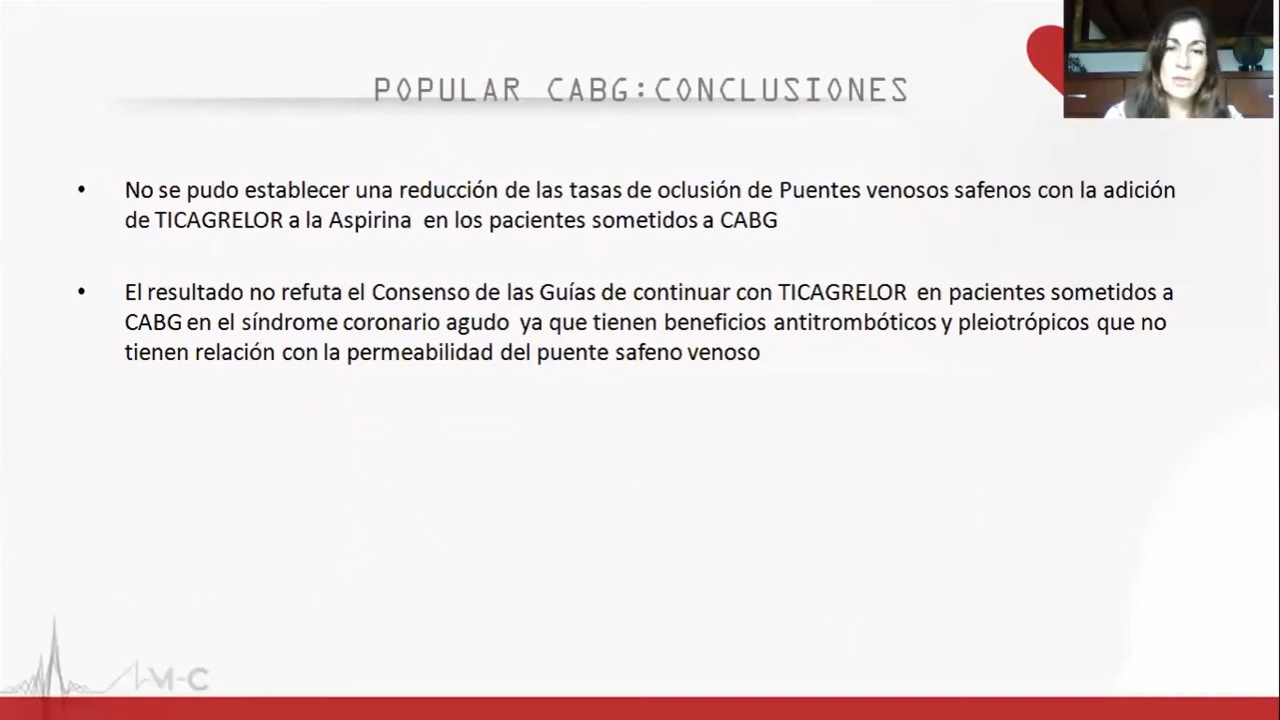 POPULAR CABG:CONCLUSIONES
• No se pudo establecer una reducción de las tasas de oclusión de Puentes venosos safenos con la adición
de TICAGRELOR a la Aspirina en los pacientes sometidos a CABG
• El resultado no refuta el Consenso de las Guías de continuar con TICAGRELOR en pacientes sometidos a
CABG en el síndrome coronario agudo ya que tienen beneficios antitrombóticos y pleiotrópicos que no
tienen relación con la permeabilidad del puente safeno venoso
M-C